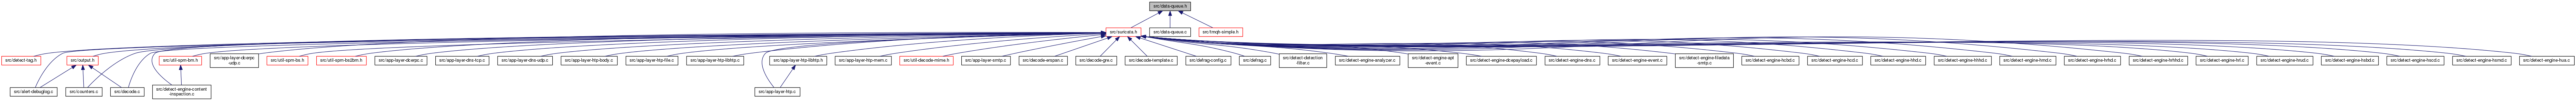 src/data-queue.h
src/suricata.h
src/data-queue.c
src/tmqh-simple.h
src/detect-tag.h
src/output.h
src/util-spm-bm.h
src/app-layer-dcerpc-
udp.c
src/util-spm-bs.h
src/util-spm-bs2bm.h
src/app-layer-dcerpc.c
src/app-layer-dns-tcp.c
src/app-layer-dns-udp.c
src/app-layer-htp-body.c
src/app-layer-htp-file.c
src/app-layer-htp-libhtp.c
src/app-layer-htp-libhtp.h
src/app-layer-htp-mem.c
src/util-decode-mime.h
src/app-layer-smtp.c
src/decode-erspan.c
src/decode-gre.c
src/decode-template.c
src/defrag-config.c
src/defrag.c
src/detect-detection
-filter.c
src/detect-engine-analyzer.c
src/detect-engine-apt
-event.c
src/detect-engine-dcepayload.c
src/detect-engine-dns.c
src/detect-engine-event.c
src/detect-engine-filedata
-smtp.c
src/detect-engine-hcbd.c
src/detect-engine-hcd.c
src/detect-engine-hhd.c
src/detect-engine-hhhd.c
src/detect-engine-hmd.c
src/detect-engine-hrhd.c
src/detect-engine-hrhhd.c
src/detect-engine-hrl.c
src/detect-engine-hrud.c
src/detect-engine-hsbd.c
src/detect-engine-hscd.c
src/detect-engine-hsmd.c
src/detect-engine-hua.c
src/alert-debuglog.c
src/counters.c
src/decode.c
src/detect-engine-content
-inspection.c
src/app-layer-htp.c